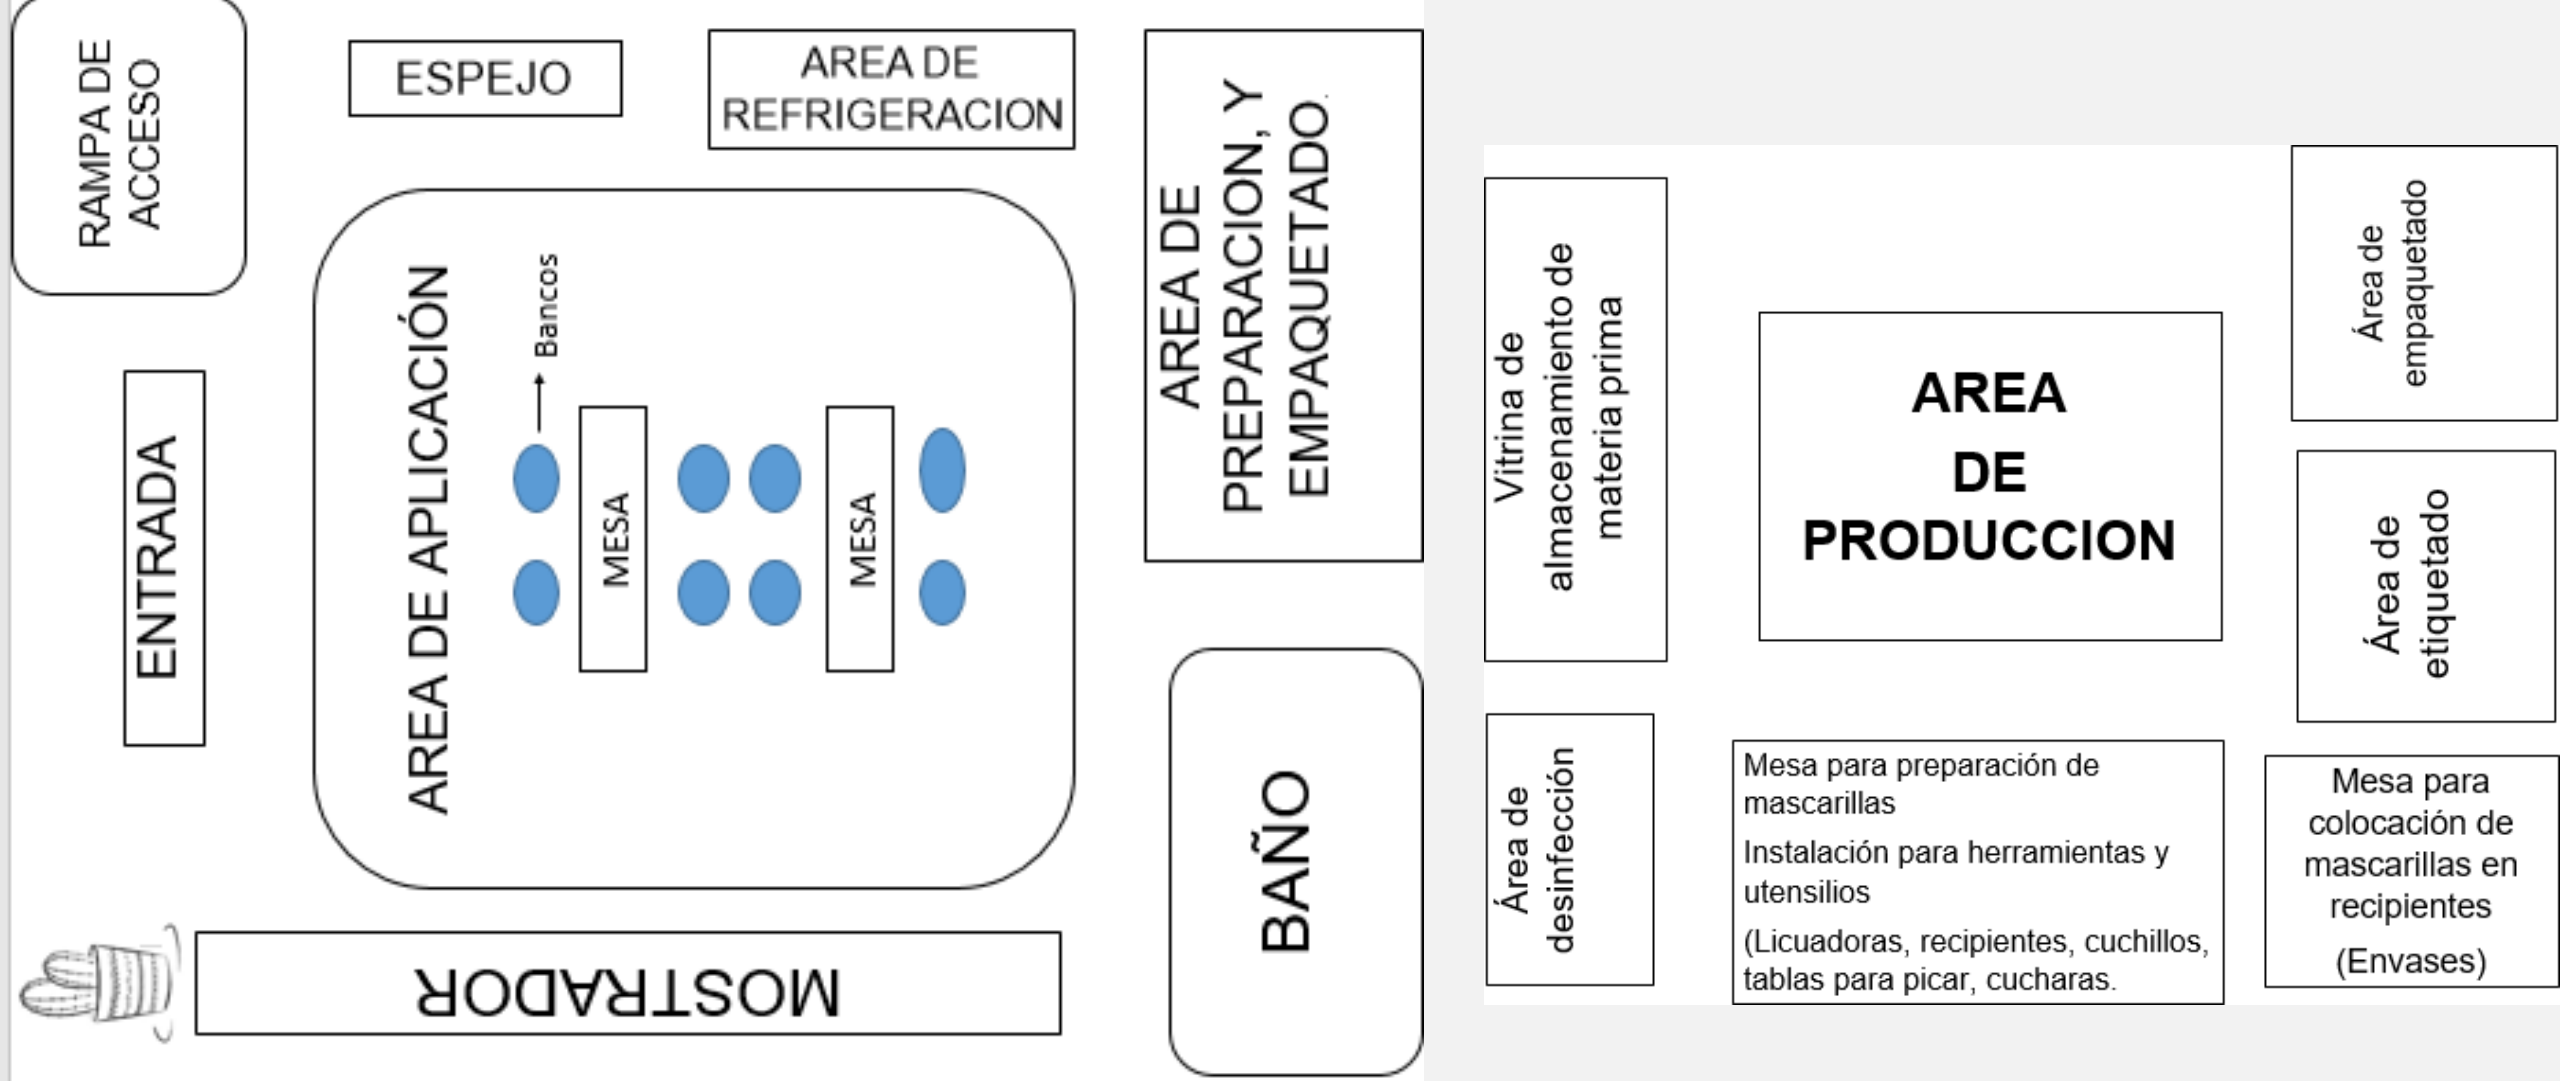 RAMPA DE
ACCESO
ESPEJO
AREA DE
REFRIGERACION
AREA DE
PREPARACION, Y
EMPAQUETADO.
ENTRADA
AREA DE APLICACIÓN
Bancos
MESA
MESA
BAÑO
MOSTRADOR
Vitrina de
almacenamiento de
materia prima
AREA
DE
PRODUCCION
Área de
empaquetado
Área de
etiquetado
Área de
desinfección
Mesa para preparación de
mascarillas
Instalación para herramientas y
utensilios
(Licuadoras, recipientes, cuchillos,
tablas para picar, cucharas.
Mesa para
colocación de
mascarillas en
recipientes
(Envases)